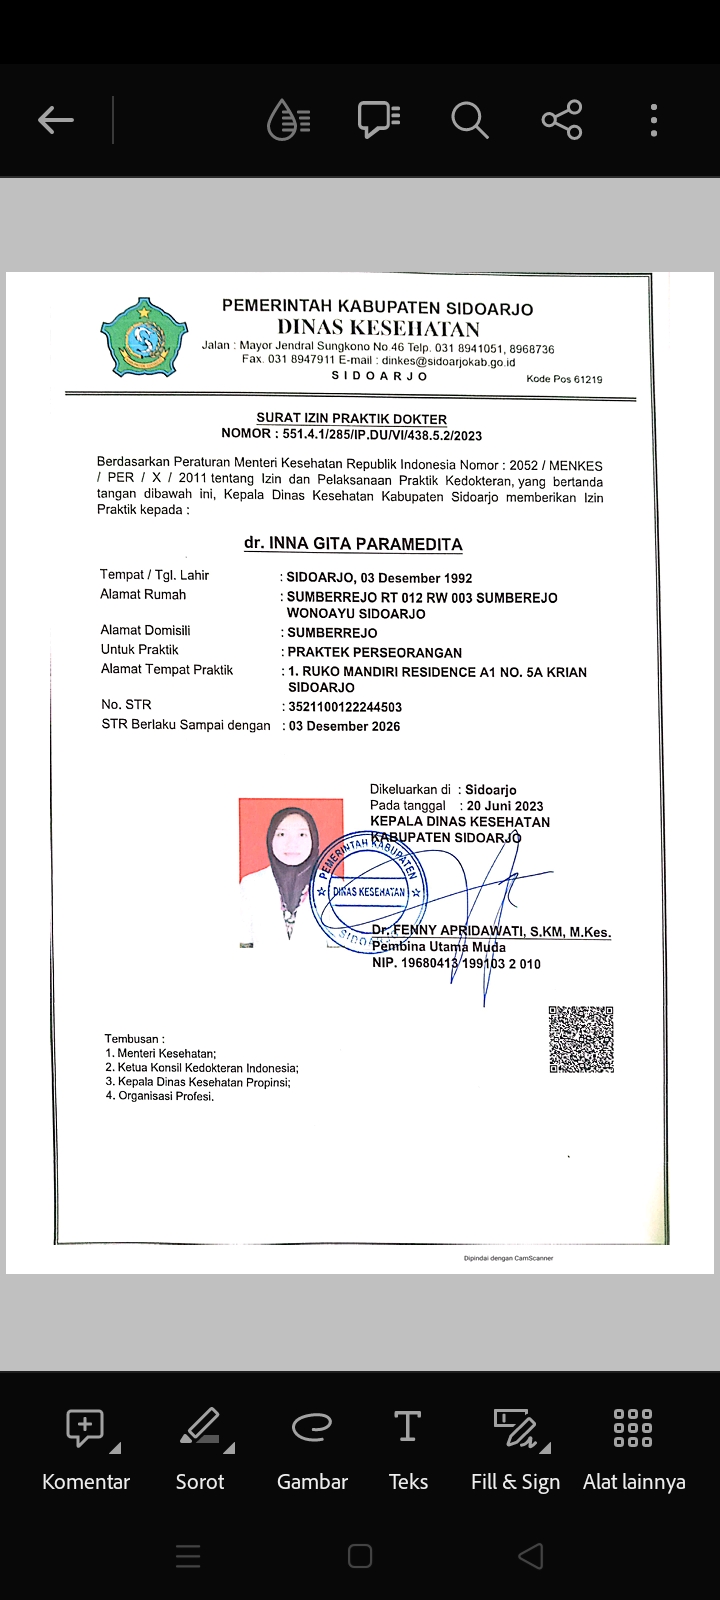 PEMERINTAH KABUPATEN SIDOARJO
DINAS KESEHATAN
Jalan : Mayor Jendral Sungkono No.46 Telp. 031 8941051, 8968736
Fax. 031 8947911 E-mail : dinkes@sidoarjokab.go.id
S I D O A R J O
Kode Pos 61219
SURAT IZIN PRAKTIK DOKTER
NOMOR : 551.4.1/285/IP.DU/VI/438.5.2/2023
Berdasarkan Peraturan Menteri Kesehatan Republik Indonesia Nomor : 2052 / MENKES
/ PER / X / 2011 tentang Izin dan Pelaksanaan Praktik Kedokteran, yang bertanda
tangan dibawah ini, Kepala Dinas Kesehatan Kabupaten Sidoarjo memberikan Izin
Praktik kepada :
dr. INNA GITA PARAMEDITA
Tempat / Tgl. Lahir : SIDOARJO, 03 Desember 1992
Alamat Rumah : SUMBERREJO RT 012 RW 003 SUMBEREJO
WONOAYU SIDOARJO
Alamat Domisili : SUMBERREJO
Untuk Praktik : PRAKTEK PERSEORANGAN
Alamat Tempat Praktik : 1. RUKO MANDIRI RESIDENCE A1 NO. 5A KRIAN
SIDOARJO
No. STR : 3521100122244503
STR Berlaku Sampai dengan : 03 Desember 2026
Dikeluarkan di : Sidoarjo
Pada tanggal : 20 Juni 2023
KEPALA DINAS KESEHATAN
KABUPATEN SIDOARJO
PEMERINTAH KABUPATEN
DINAS KESEHATAN
SIDOARJO
Dr. FENNY APRIDAWATI, S.KM, M.Kes.
Pembina Utama Muda
NIP. 19680413 199103 2 010
Tembusan :
1. Menteri Kesehatan;
2. Ketua Konsil Kedokteran Indonesia;
3. Kepala Dinas Kesehatan Propinsi;
4. Organisasi Profesi.
Dipindai dengan CamScanner
Komentar
Sorot
Gambar
Teks
Fill & Sign
Alat lainnya